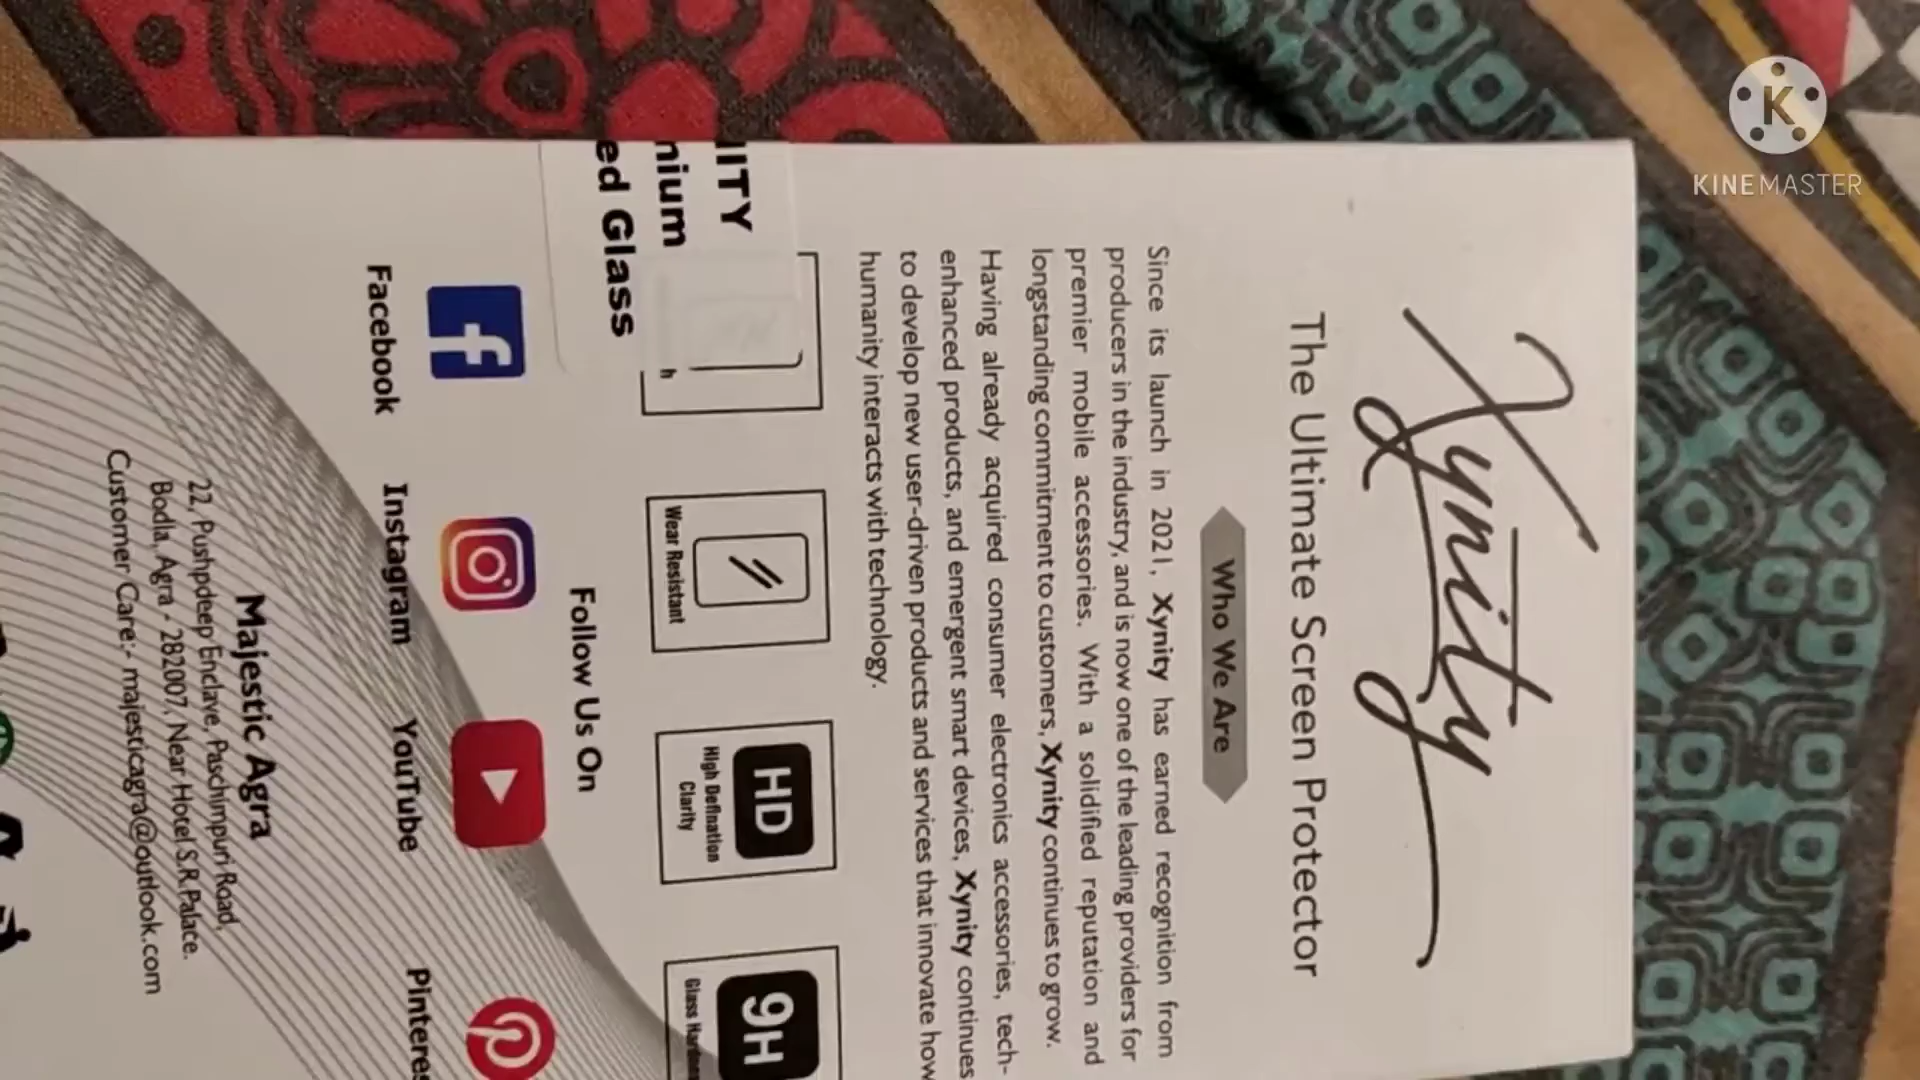 Xynity
The Ultimate Screen Protector
Who We Are
Since its launch in 2021, Xynity has earned recognition from
producers in the industry, and is now one of the leading providers for
premier mobile accessories. With a solidified reputation and
longstanding commitment to customers, Xynity continues to grow.
Having already acquired consumer electronics accessories, tech-
enhanced products, and emergent smart devices, Xynity continues
to develop new user-driven products and services that innovate how
humanity interacts with technology.
ITY
nium
ed Glass
h
Wear Resistant
HD
High Defination
Clarity
9H
Glass Hardness
Follow Us On
Facebook
Instagram
YouTube
Pinteres
Majestic Agra
22, Pushpdeep Enclave, Paschimpuri Road,
Bodla, Agra - 282007, Near Hotel S.R.Palace.
Customer Care:- majesticagra@outlook.com
K
KINEMASTER